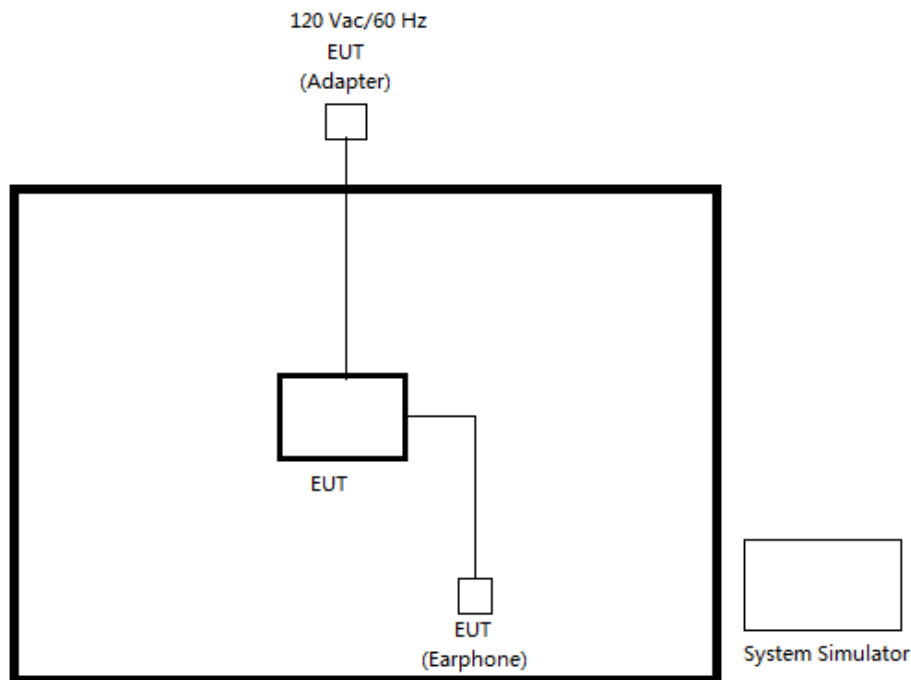 120 Vac/60 Hz
EUT
(Adapter)
EUT
EUT
(Earphone)
System Simulator